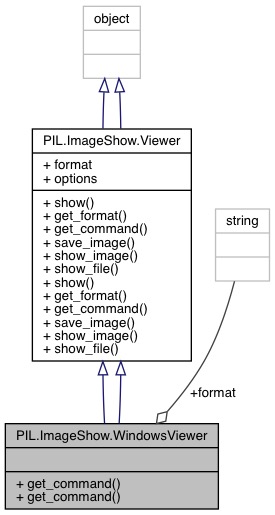 object
PIL.ImageShow.Viewer
+ format
+ options
+ show()
+ get_format()
+ get_command()
+ save_image()
+ show_image()
+ show_file()
+ show()
+ get_format()
+ get_command()
+ save_image()
+ show_image()
+ show_file()
string
+format
PIL.ImageShow.WindowsViewer
+ get_command()
+ get_command()